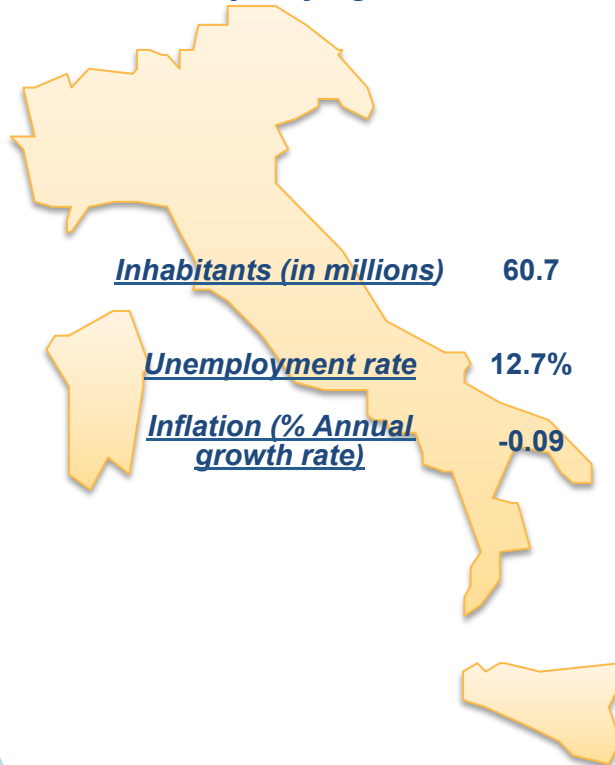 Inhabitants (in millions) 60.7
Unemployment rate 12.7%
Inflation (% Annual
growth rate) -0.09